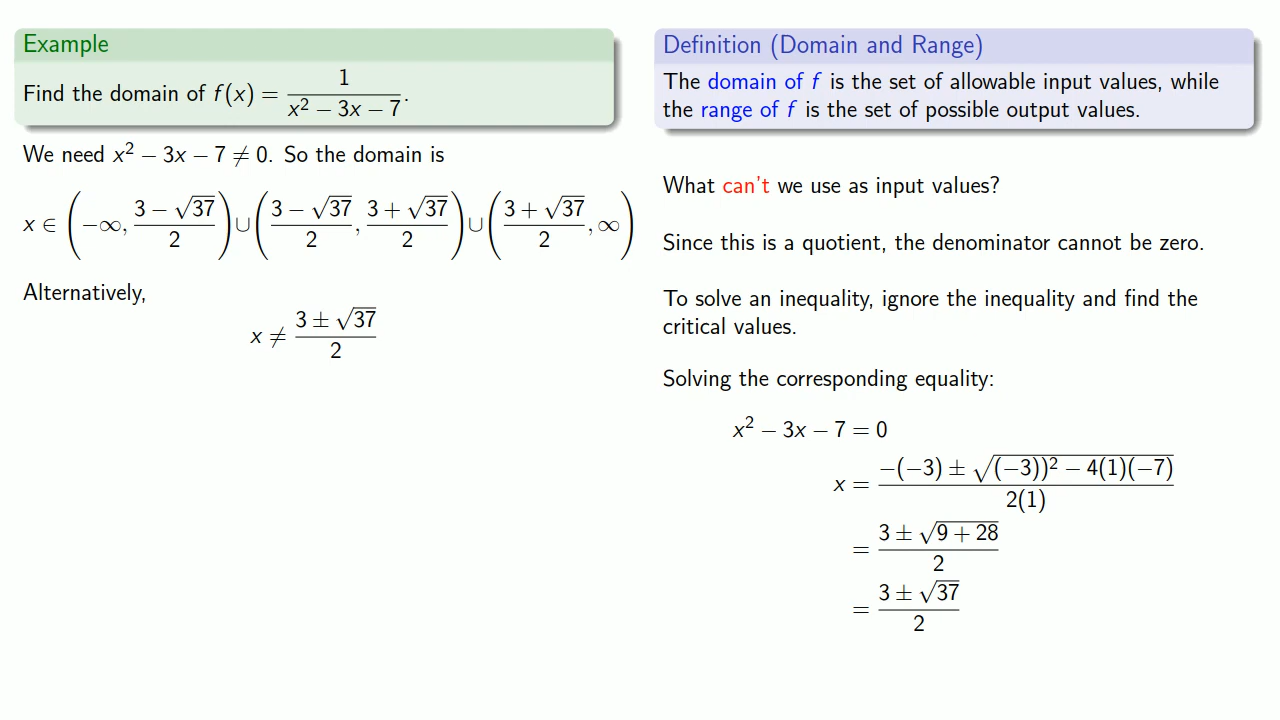 Example
Find the domain of f(x) = 1 / (x² − 3x − 7).
We need x² − 3x − 7 ≠ 0. So the domain is
x ∈ (−∞, (3 − √37)/2) ∪ ((3 − √37)/2, (3 + √37)/2) ∪ ((3 + √37)/2, ∞)
Alternatively,
x ≠ (3 ± √37)/2
Definition (Domain and Range)
The domain of f is the set of allowable input values, while
the range of f is the set of possible output values.
What can't we use as input values?
Since this is a quotient, the denominator cannot be zero.
To solve an inequality, ignore the inequality and find the
critical values.
Solving the corresponding equality:
x² − 3x − 7 = 0
x = (−(−3) ± √((−3))² − 4(1)(−7)) / 2(1)
= (3 ± √(9 + 28)) / 2
= (3 ± √37) / 2